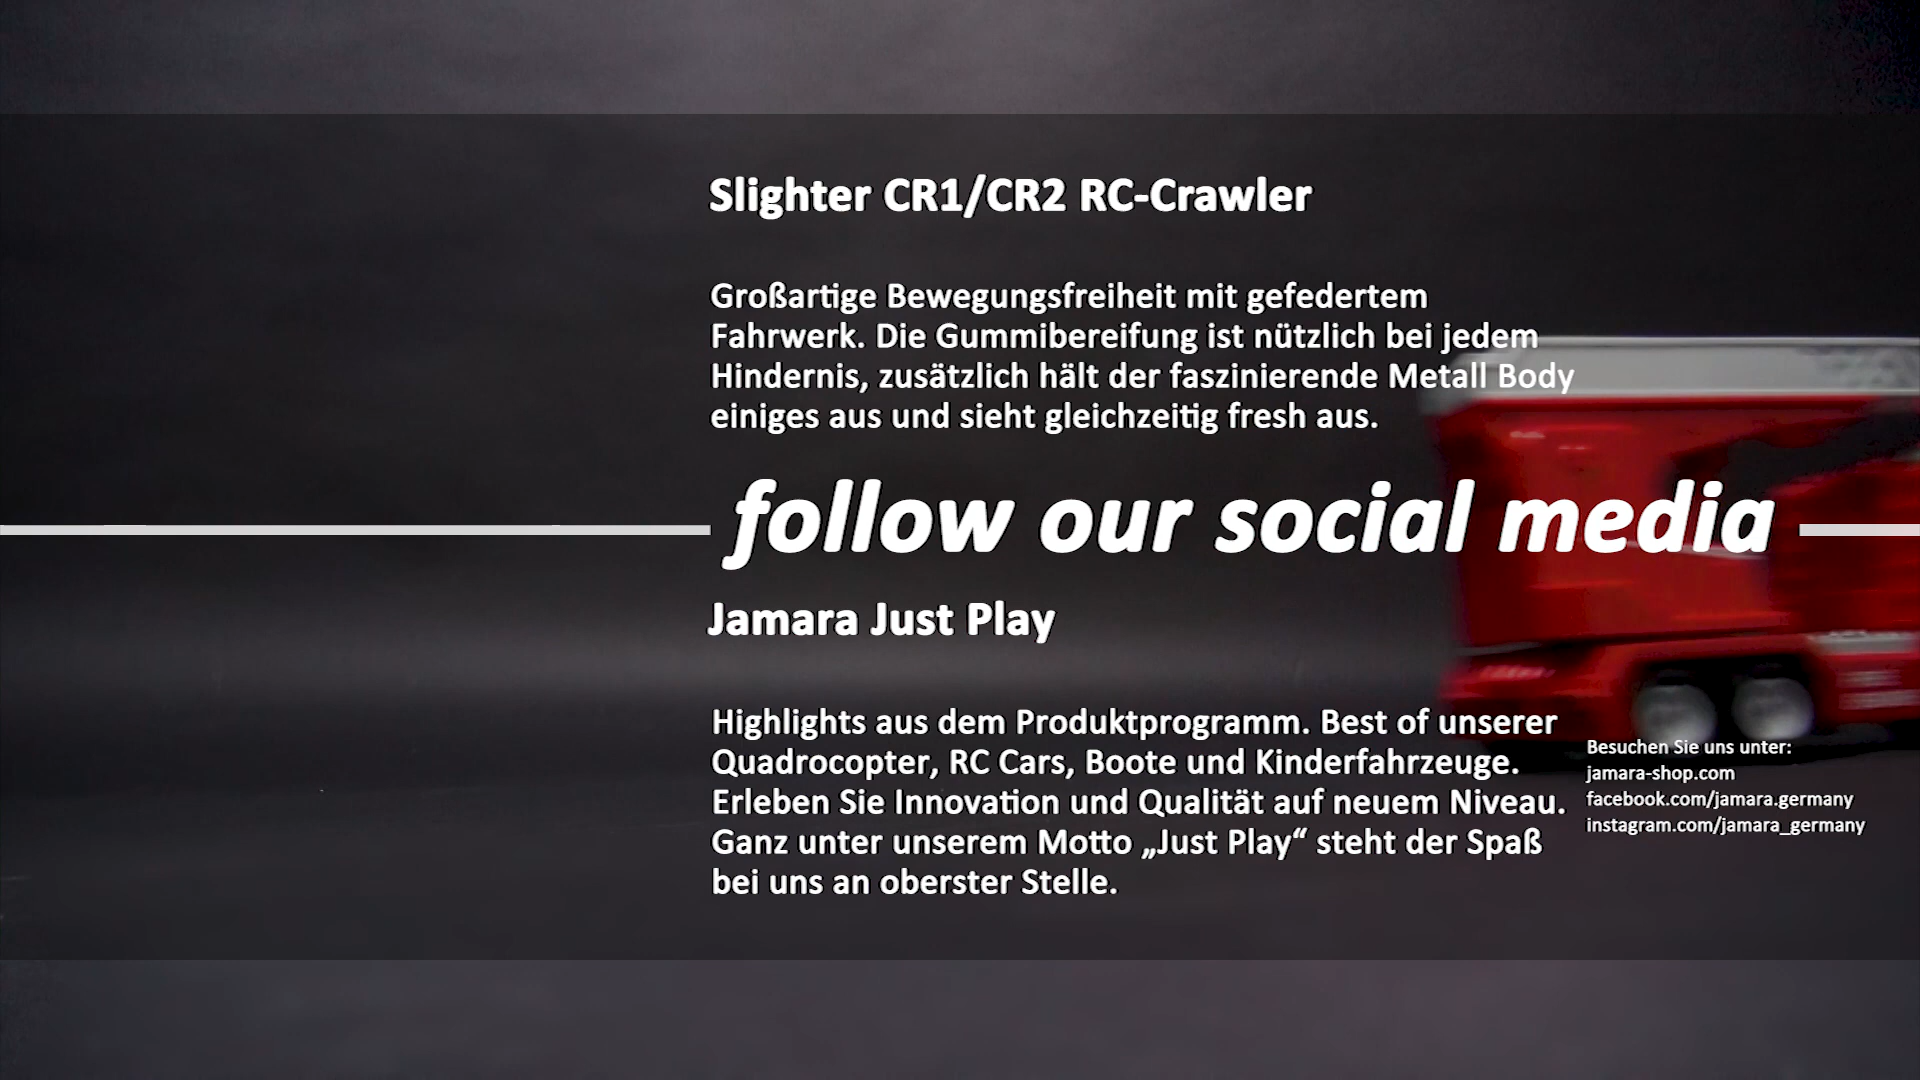 Slighter CR1/CR2 RC-Crawler
Großartige Bewegungsfreiheit mit gefedertem
Fahrwerk. Die Gummibereifung ist nützlich bei jedem
Hindernis, zusätzlich hält der faszinierende Metall Body
einiges aus und sieht gleichzeitig fresh aus.
follow our social media
Jamara Just Play
Highlights aus dem Produktprogramm. Best of unserer
Quadrocopter, RC Cars, Boote und Kinderfahrzeuge.
Erleben Sie Innovation und Qualität auf neuem Niveau.
Ganz unter unserem Motto „Just Play“ steht der Spaß
bei uns an oberster Stelle.
Besuchen Sie uns unter:
jamara-shop.com
facebook.com/jamara.germany
instagram.com/jamara_germany